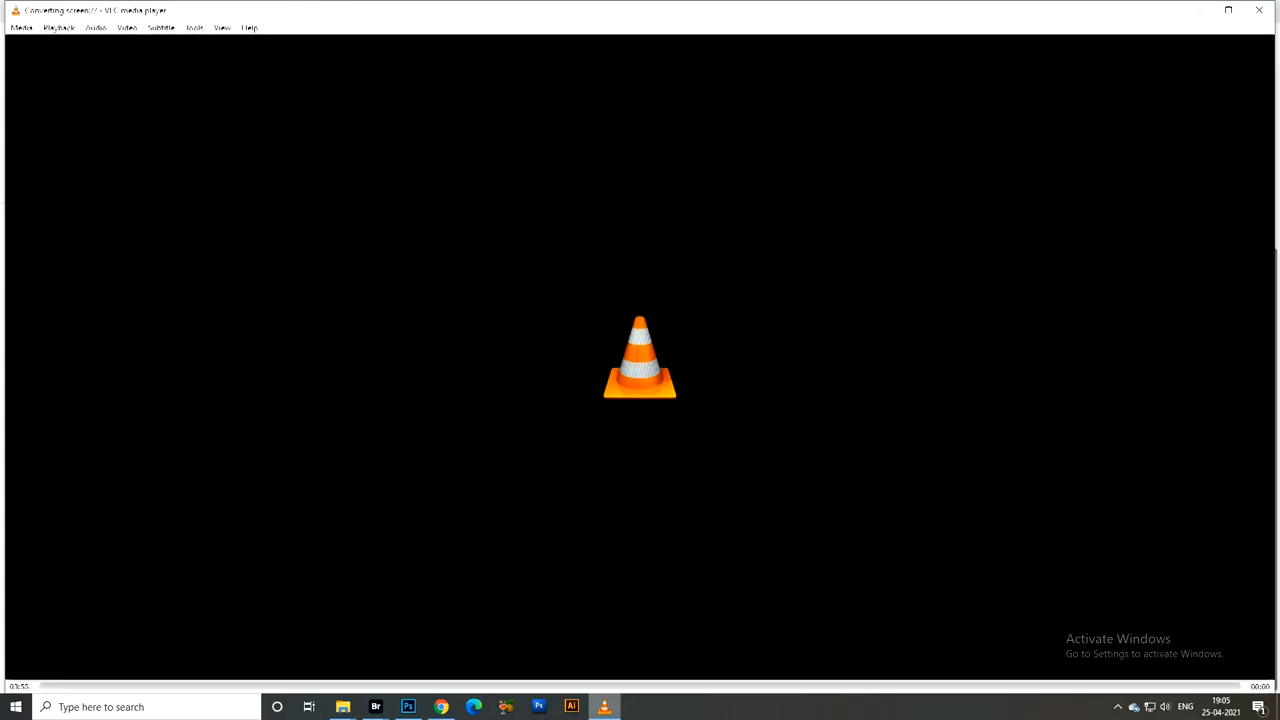 Converting screen:// - VLC media player
Media Playback Audio Video Subtitle Tools View Help
Activate Windows
Go to Settings to activate Windows.
03:55 00:00
Type here to search
Br Ps Ps Ai
ENG
19:05
25-04-2021
1